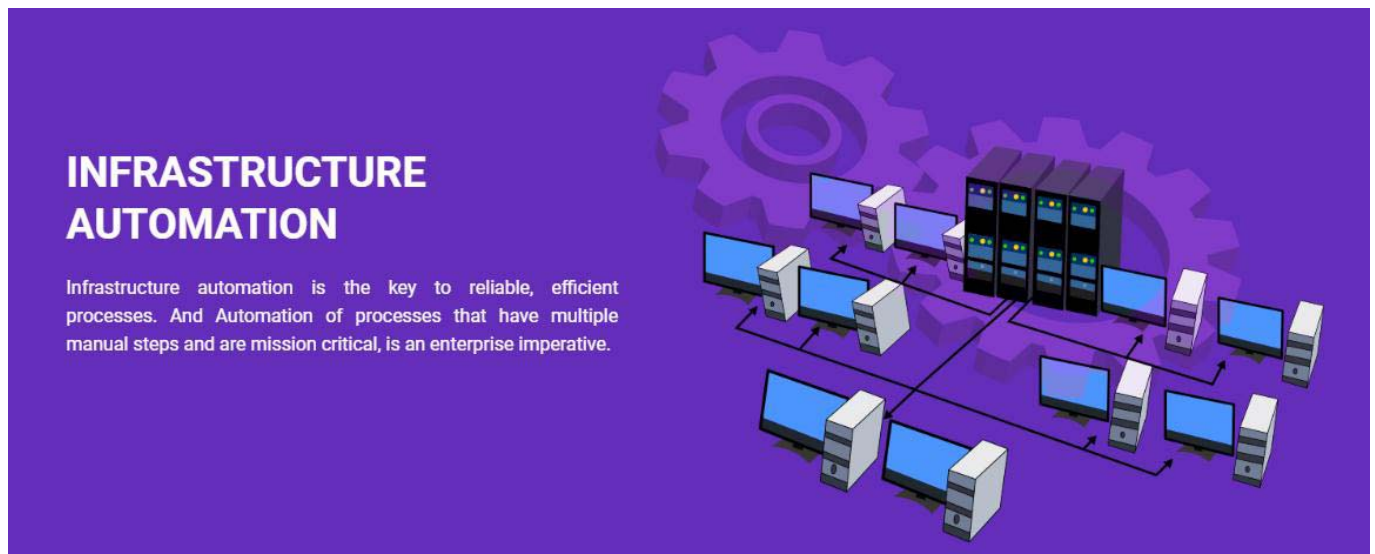 INFRASTRUCTURE
AUTOMATION
Infrastructure automation is the key to reliable, efficient
processes. And Automation of processes that have multiple
manual steps and are mission critical, is an enterprise imperative.